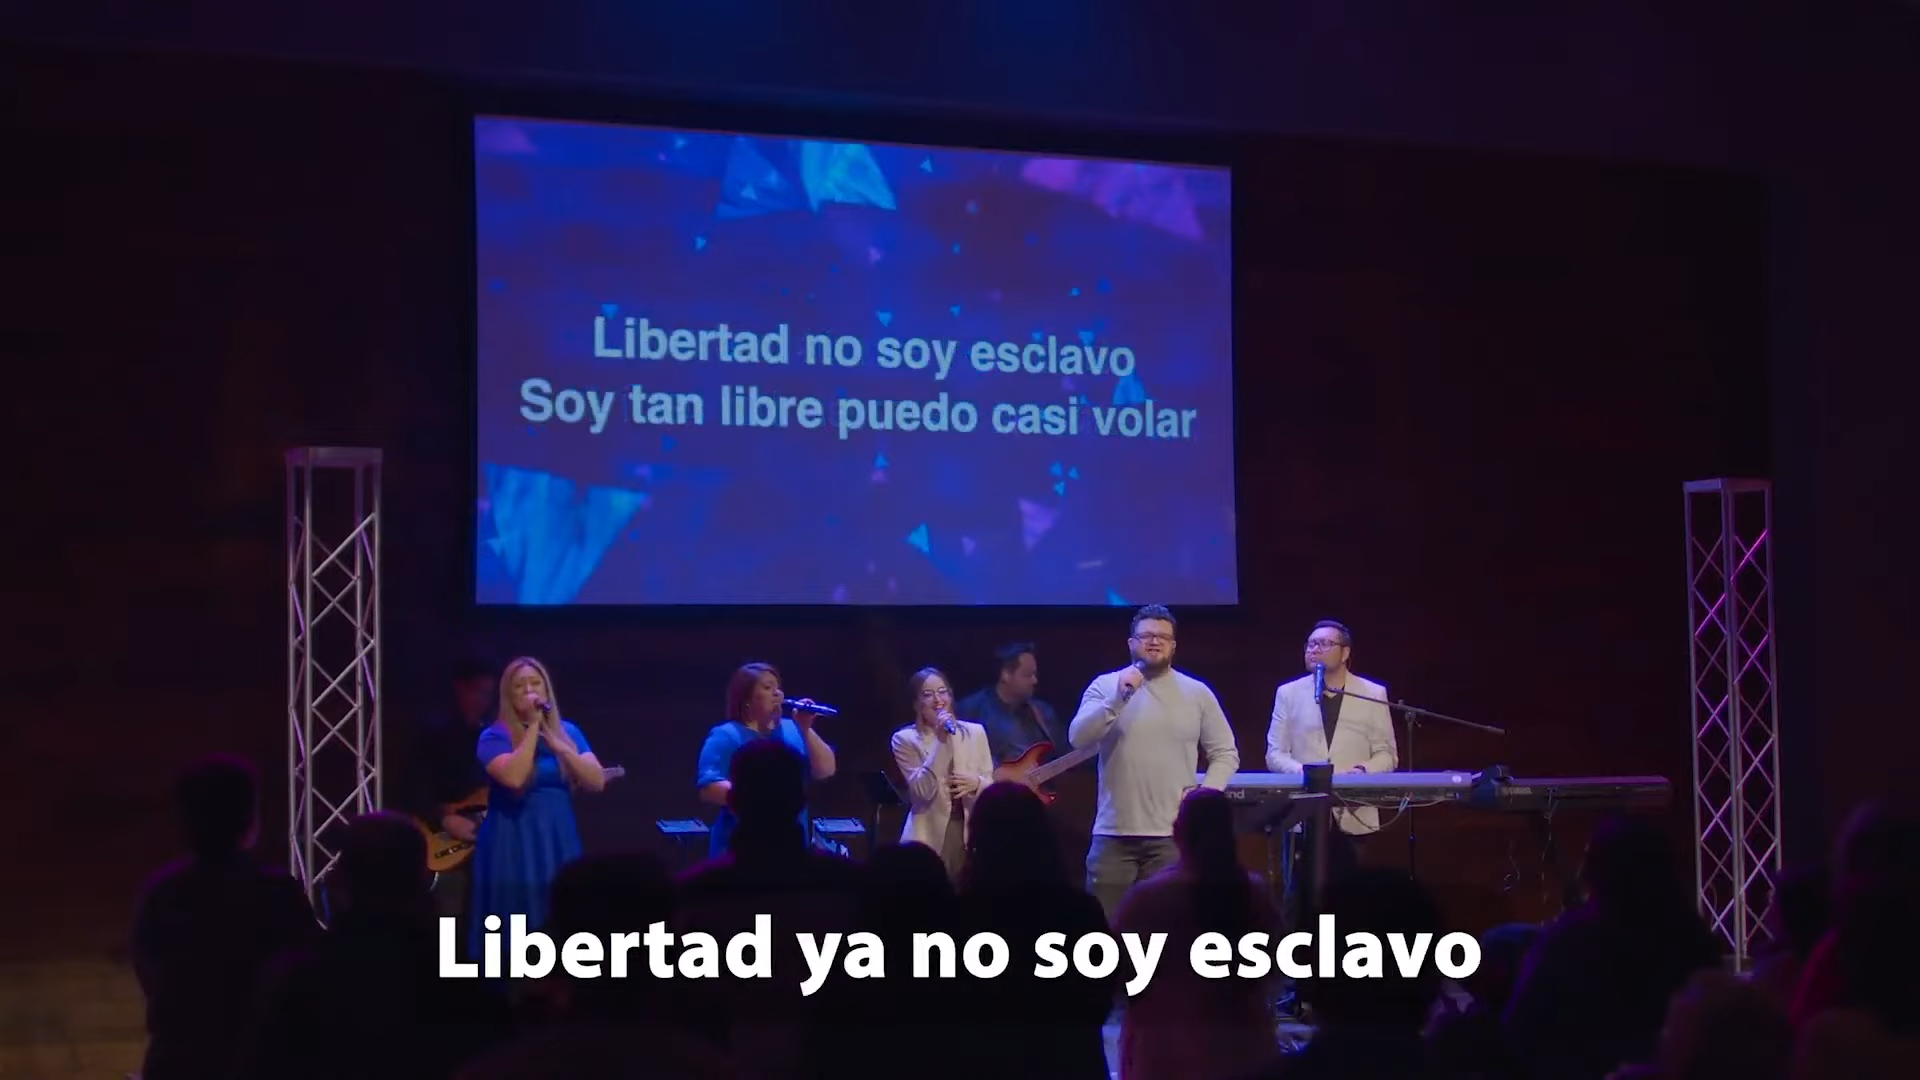 Libertad no soy esclavo
Soy tan libre puedo casi volar
Libertad ya no soy esclavo